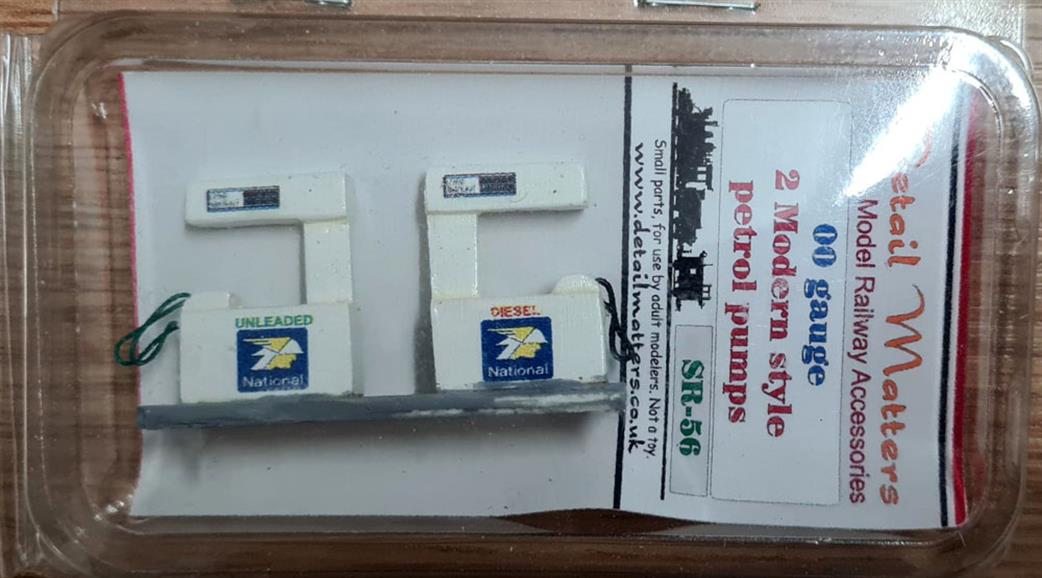 Detail Matters
Model Railway Accessories
00 gauge
2 Modern style
petrol pumps
SR-56
Small parts, for use by adult modelers. Not a toy.
www.detailmatters.co.uk
UNLEADED
National
DIESEL
National